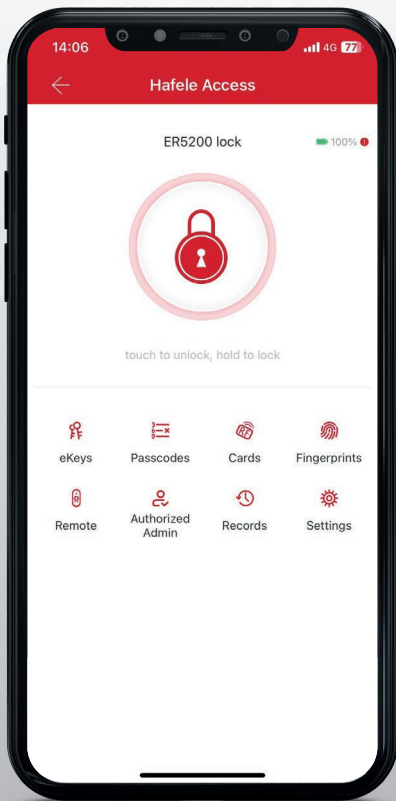 14:06
4G 77
Hafele Access
ER5200 lock
100%
touch to unlock, hold to lock
eKeys Passcodes Cards Fingerprints
Remote Authorized Admin Records Settings